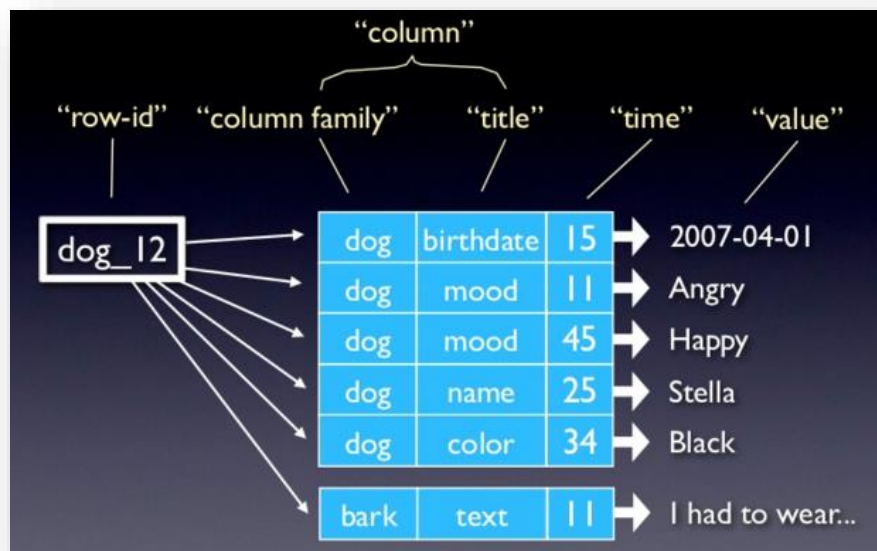 “column”
“row-id” “column family” “title” “time” “value”
dog_12
dog birthdate 15 2007-04-01
dog mood 11 Angry
dog mood 45 Happy
dog name 25 Stella
dog color 34 Black
bark text 11 I had to wear...